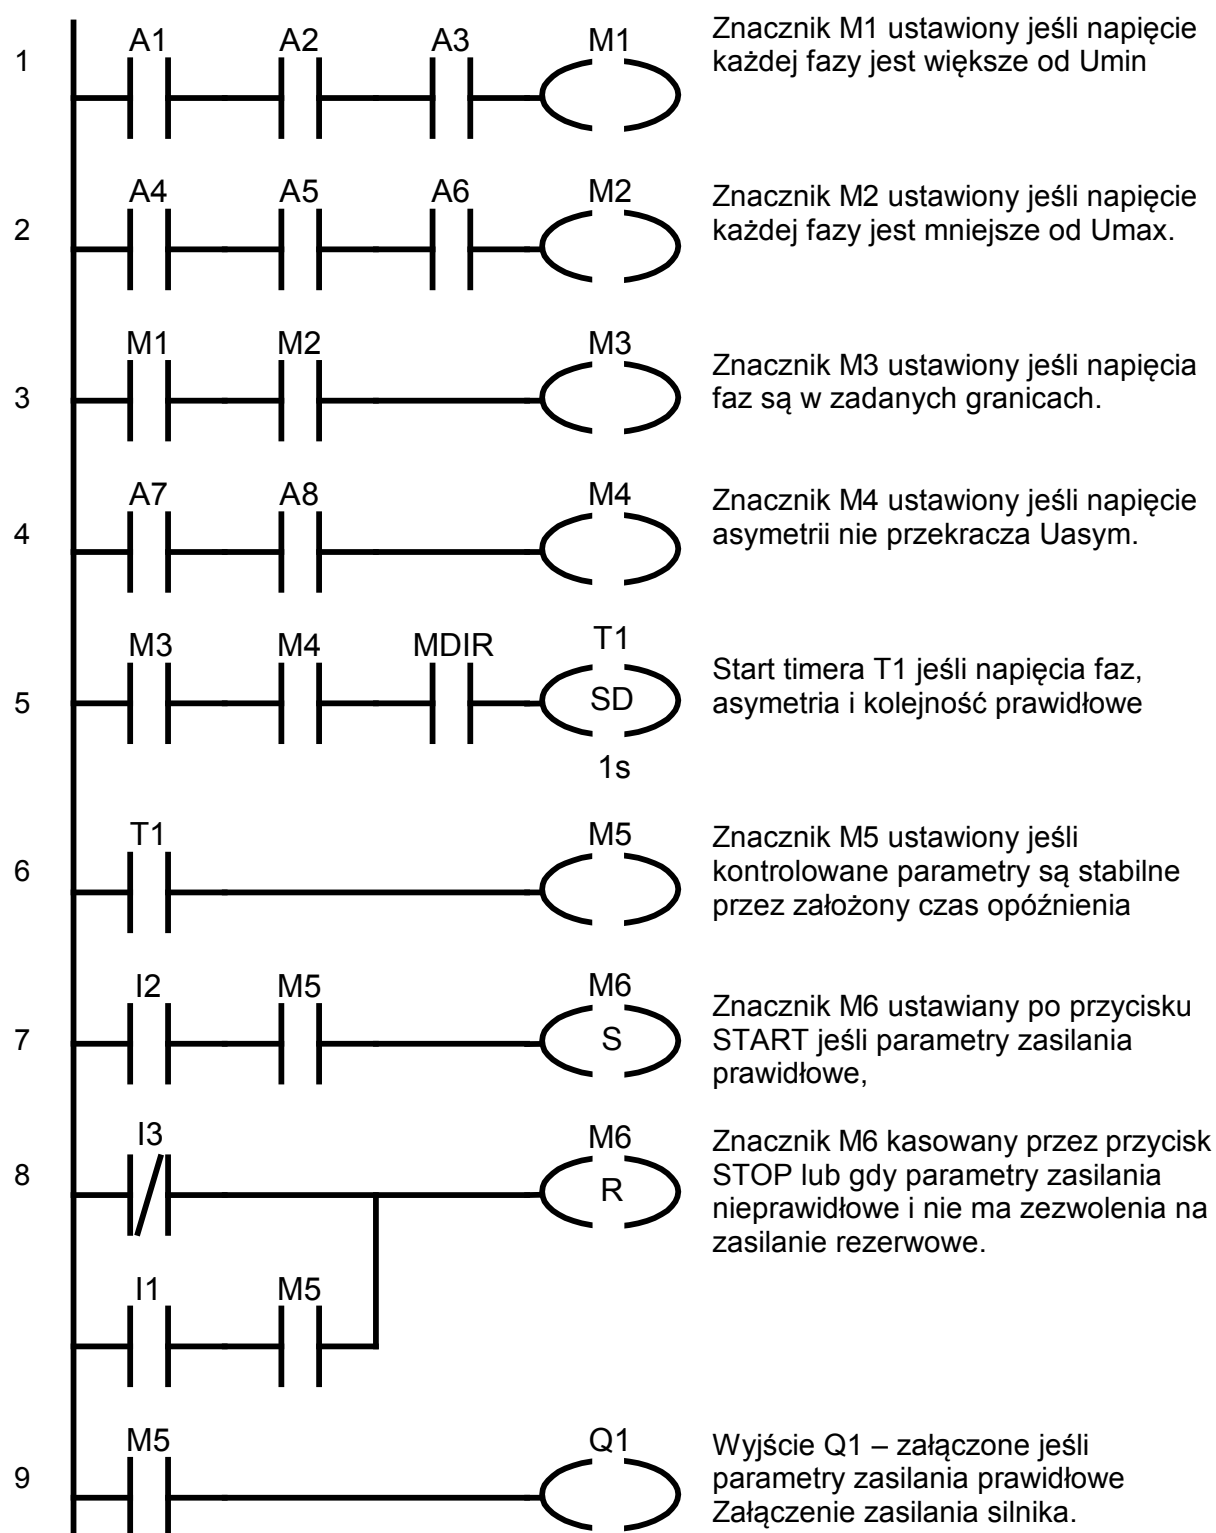 A1 A2 A3 M1
1
Znacznik M1 ustawiony jeśli napięcie
każdej fazy jest większe od Umin
A4 A5 A6 M2
2
Znacznik M2 ustawiony jeśli napięcie
każdej fazy jest mniejsze od Umax.
M1 M2 M3
3
Znacznik M3 ustawiony jeśli napięcia
faz są w zadanych granicach.
A7 A8 M4
4
Znacznik M4 ustawiony jeśli napięcie
asymetrii nie przekracza Uasym.
M3 M4 MDIR T1
5
SD
1s
Start timera T1 jeśli napięcia faz,
asymetria i kolejność prawidłowe
T1 M5
6
Znacznik M5 ustawiony jeśli
kontrolowane parametry są stabilne
przez założony czas opóźnienia
I2 M5 M6
7
S
Znacznik M6 ustawiany po przycisku
START jeśli parametry zasilania
prawidłowe,
I3 M6
8
R
Znacznik M6 kasowany przez przycisk
STOP lub gdy parametry zasilania
nieprawidłowe i nie ma zezwolenia na
zasilanie rezerwowe.
I1 M5
M5 Q1
9
Wyjście Q1 – załączone jeśli
parametry zasilania prawidłowe
Załączenie zasilania silnika.